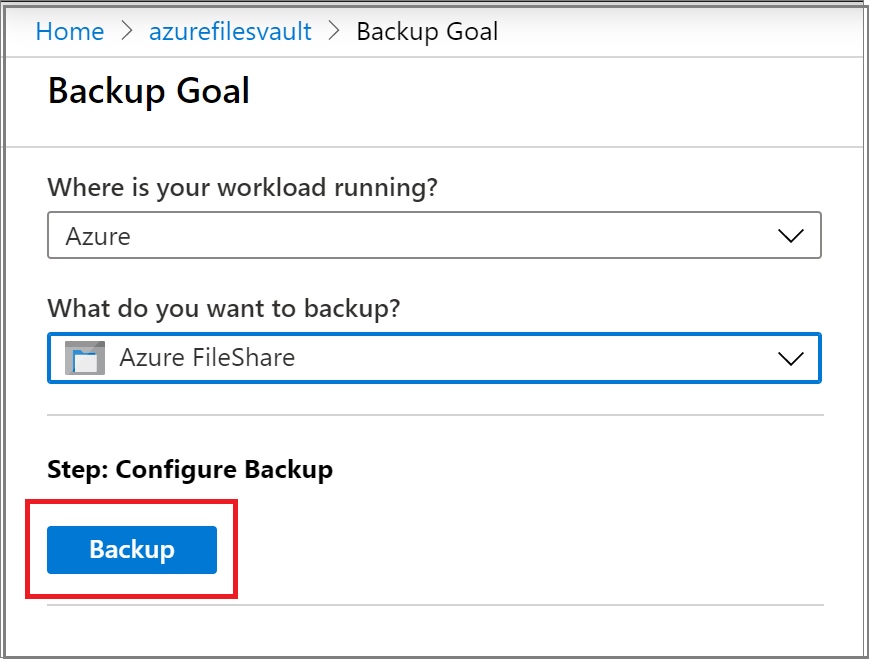 Home > azurefilesvault > Backup Goal
Backup Goal
Where is your workload running?
Azure
What do you want to backup?
Azure FileShare
Step: Configure Backup
Backup